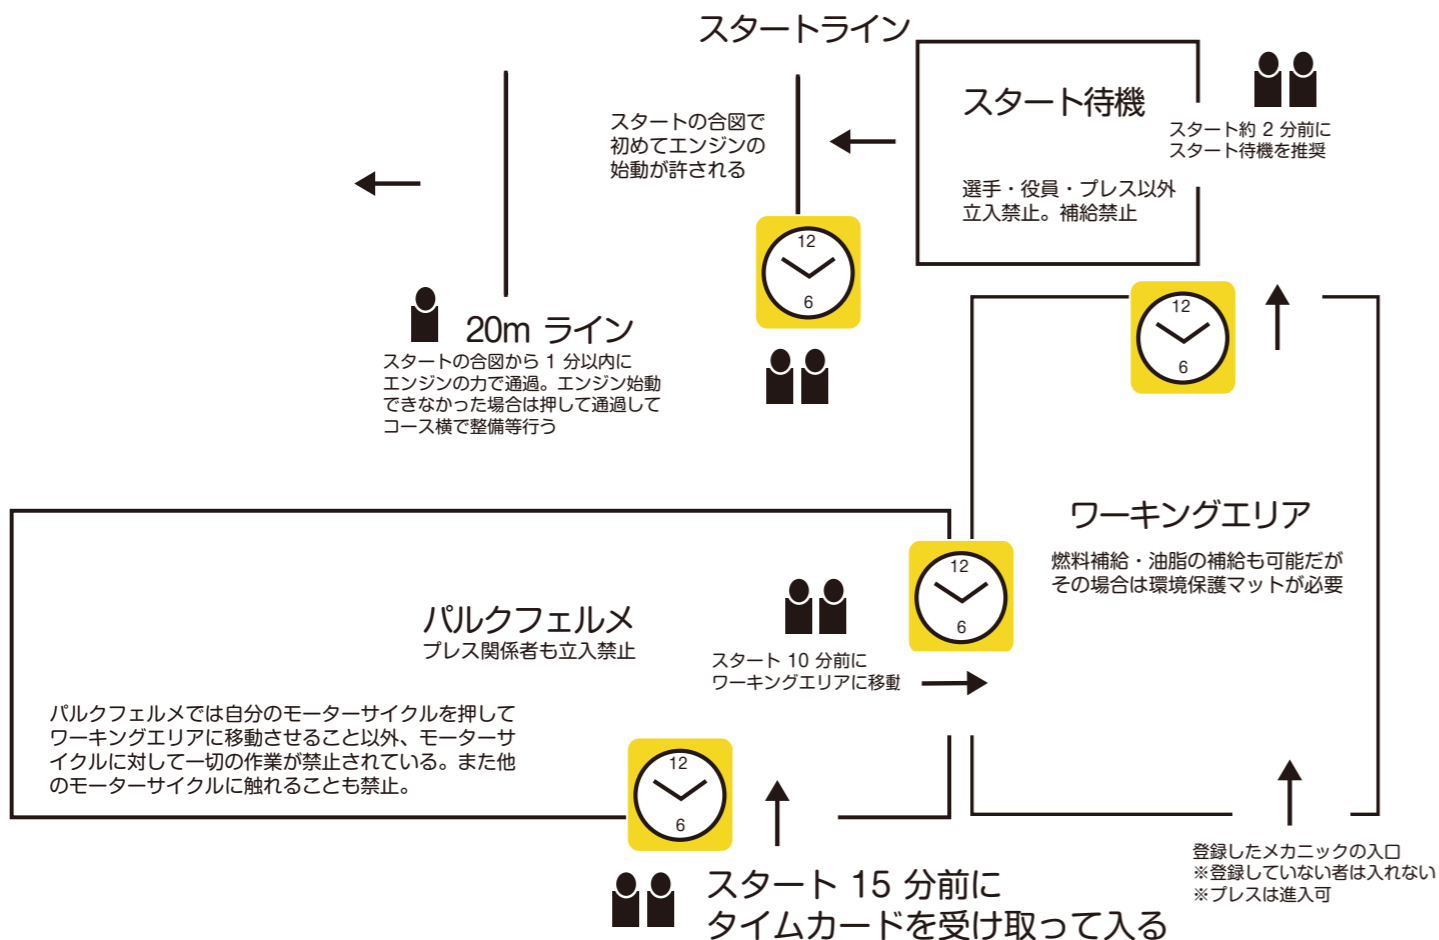 スタートライン
スタートの合図で
初めてエンジンの
始動が許される
スタート待機
選手・役員・プレス以外
立入禁止。補給禁止
スタート約 2 分前に
スタート待機を推奨
12
6
12
6
20m ライン
スタートの合図から 1 分以内に
エンジンの力で通過。エンジン始動
できなかった場合は押して通過して
コース横で整備等行う
ワーキングエリア
燃料補給・油脂の補給も可能だが
その場合は環境保護マットが必要
12
6
パルクフェルメ
プレス関係者も立入禁止
スタート 10 分前に
ワーキングエリアに移動
パルクフェルメでは自分のモーターサイクルを押して
ワーキングエリアに移動させること以外、モーターサ
イクルに対して一切の作業が禁止されている。また他
のモーターサイクルに触れることも禁止。
12
6
スタート 15 分前に
タイムカードを受け取って入る
登録したメカニックの入口
※登録していない者は入れない
※プレスは進入可